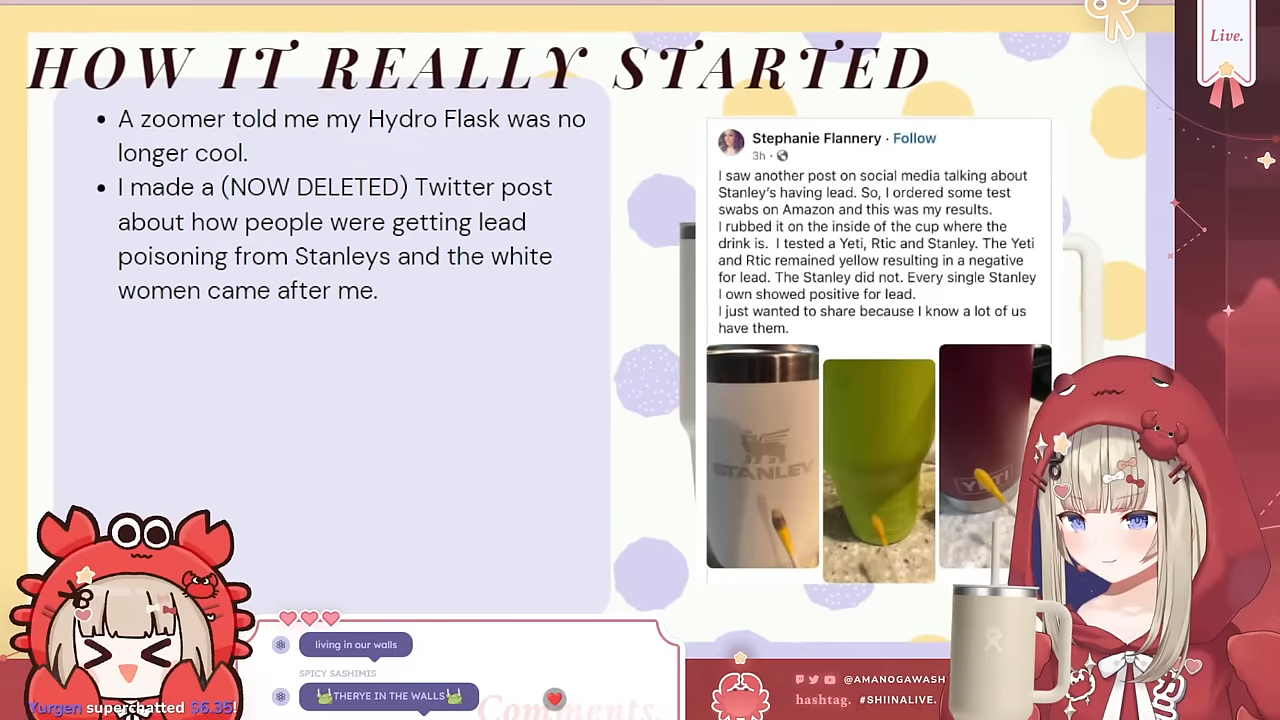 HOW IT REALLY STARTED
• A zoomer told me my Hydro Flask was no
longer cool.
• I made a (NOW DELETED) Twitter post
about how people were getting lead
poisoning from Stanleys and the white
women came after me.
Stephanie Flannery · Follow
3h ·
I saw another post on social media talking about
Stanley's having lead. So, I ordered some test
swabs on Amazon and this was my results.
I rubbed it on the inside of the cup where the
drink is. I tested a Yeti, Rtic and Stanley. The Yeti
and Rtic remained yellow resulting in a negative
for lead. The Stanley did not. Every single Stanley
I own showed positive for lead.
I just wanted to share because I know a lot of us
have them.
STANLEY
YETI
Live.
living in our walls
SPICY SASHIMIS
THERYE IN THE WALLS
Comments.
Yurgen superchatted $6.35!
@AMANOGAWASH
hashtag. #SHIINALIVE.